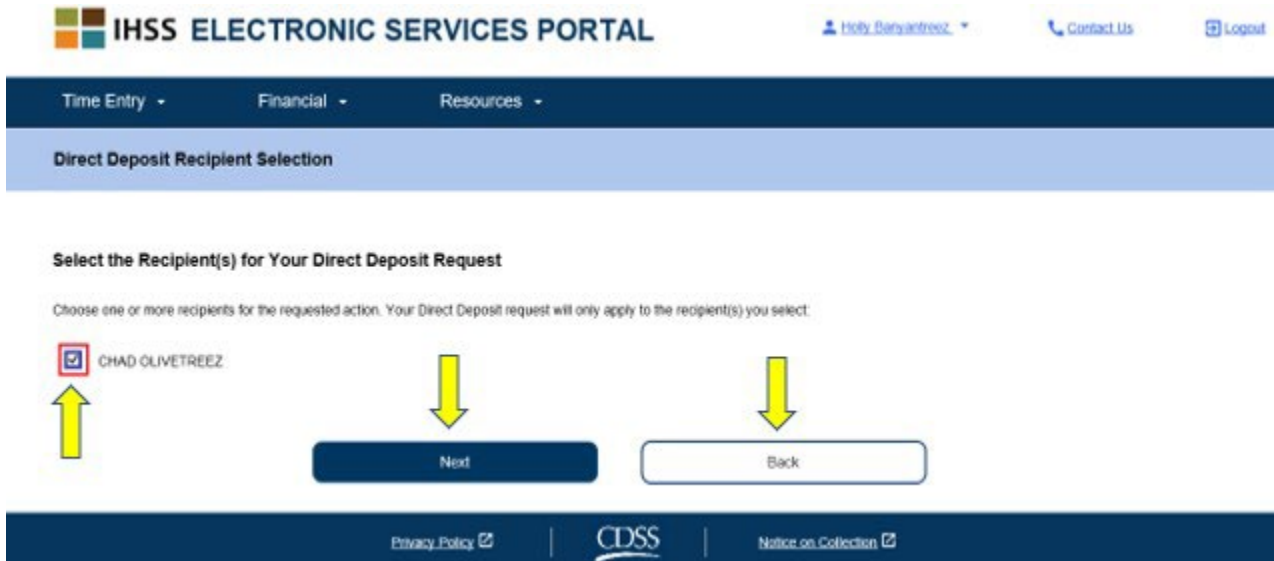 IHSS ELECTRONIC SERVICES PORTAL
Holly Banyantreez
Contact Us
Logout
Time Entry
Financial
Resources
Direct Deposit Recipient Selection
Select the Recipient(s) for Your Direct Deposit Request
Choose one or more recipients for the requested action. Your Direct Deposit request will only apply to the recipient(s) you select:
CHAD OLIVETREEZ
Next
Back
Privacy Policy
CDSS
Notice on Collection